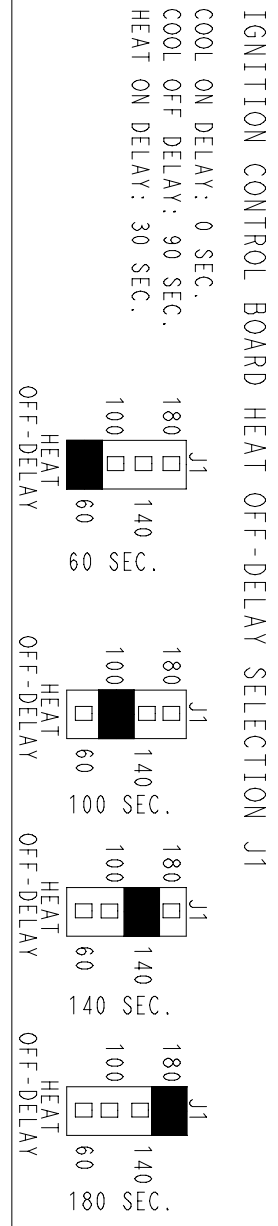 IGNITION CONTROL BOARD HEAT OFF-DELAY SELECTION J1
COOL ON DELAY: 0 SEC.
COOL OFF DELAY: 90 SEC.
HEAT ON DELAY: 30 SEC.
J1
180
100
140
60
HEAT
OFF-DELAY
60 SEC.
J1
180
100
140
60
HEAT
OFF-DELAY
100 SEC.
J1
180
100
140
60
HEAT
OFF-DELAY
140 SEC.
J1
180
100
140
60
HEAT
OFF-DELAY
180 SEC.